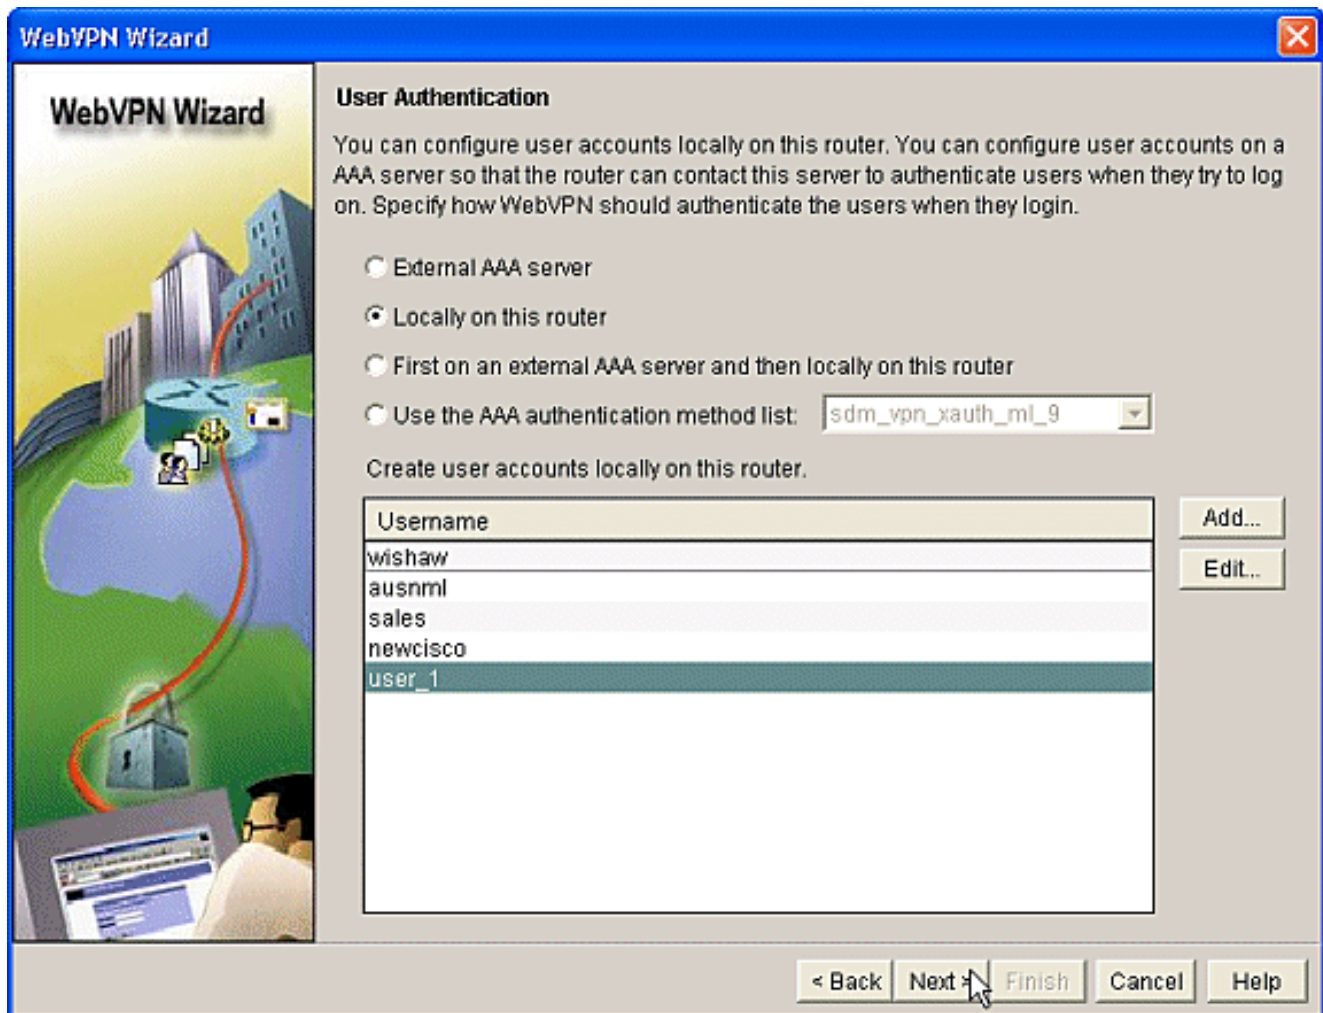 WebVPN Wizard
WebVPN Wizard
User Authentication
You can configure user accounts locally on this router. You can configure user accounts on a
AAA server so that the router can contact this server to authenticate users when they try to log
on. Specify how WebVPN should authenticate the users when they login.
External AAA server
Locally on this router
First on an external AAA server and then locally on this router
Use the AAA authentication method list: sdm_vpn_xauth_ml_9
Create user accounts locally on this router.
Username
wishaw
ausnml
sales
newcisco
user_1
Add...
Edit...
< Back Next > Finish Cancel Help